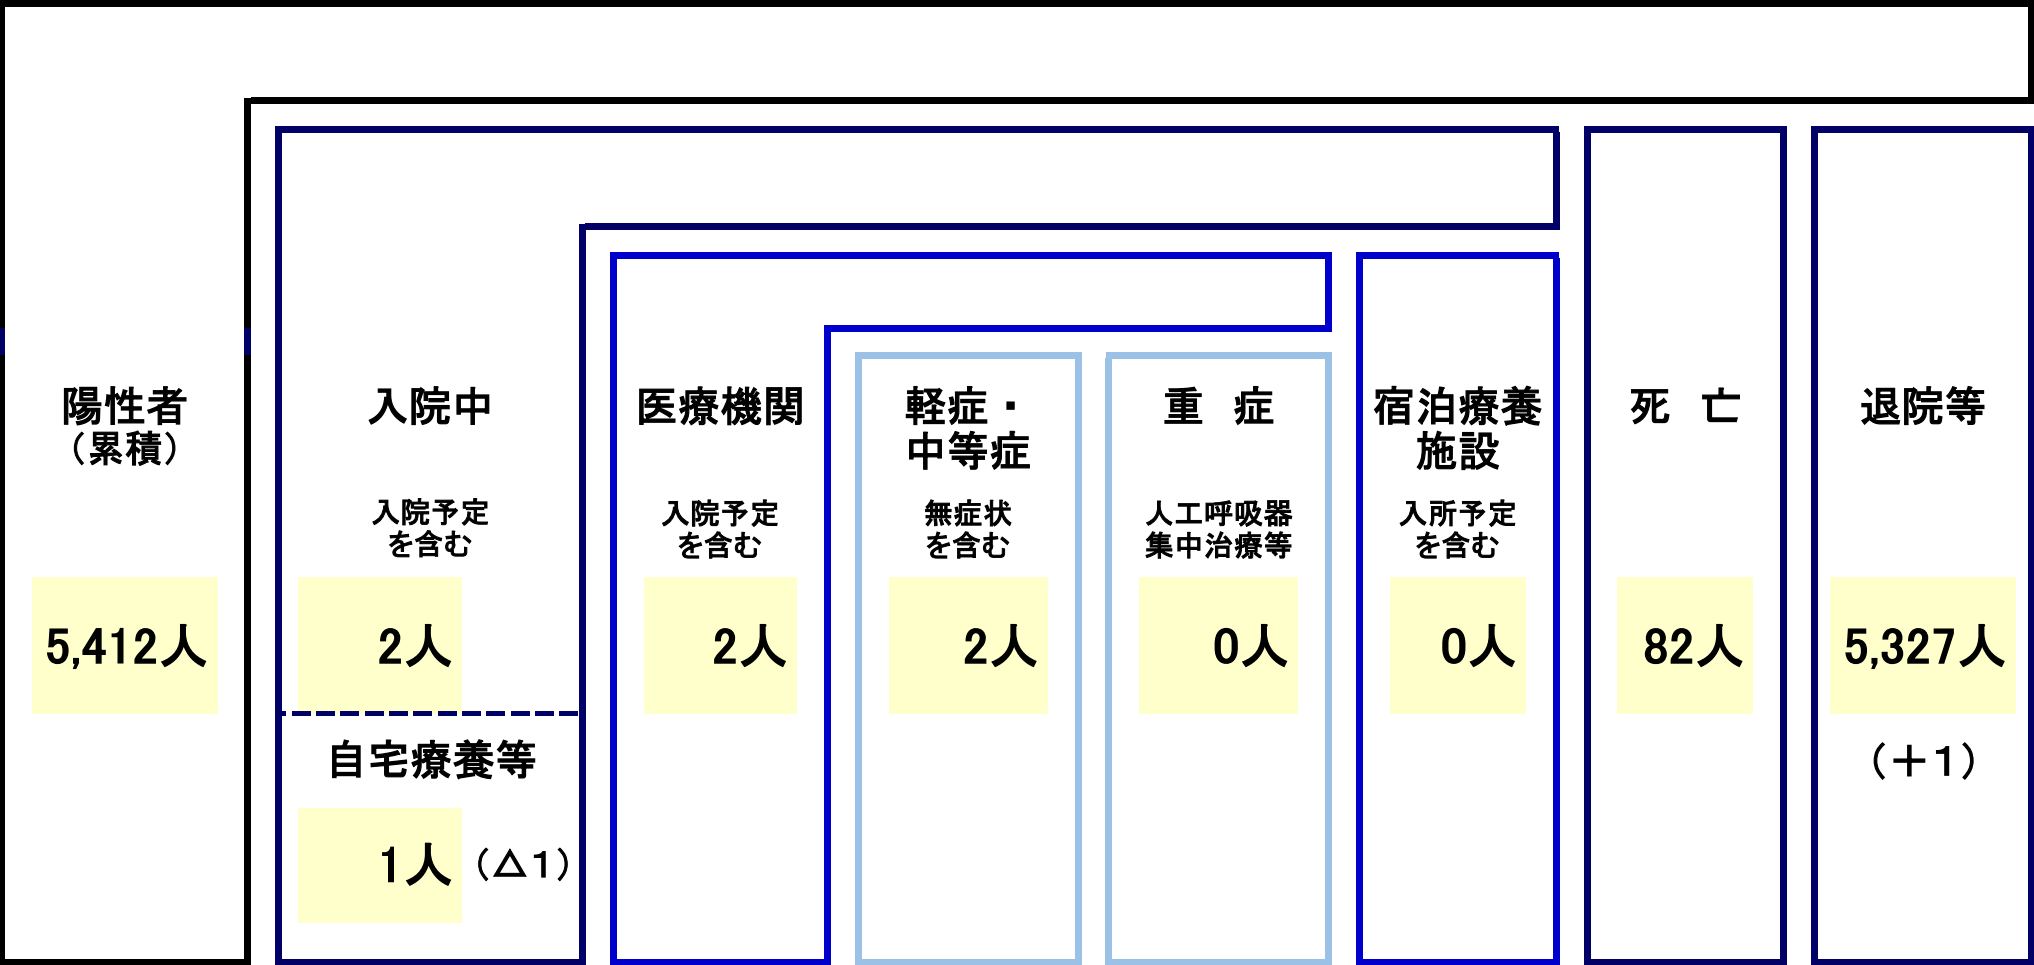 陽性者
（累積）
5,412人
入院中
入院予定
を含む
2人
自宅療養等
1人（△1）
医療機関
入院予定
を含む
2人
軽症・
中等症
無症状
を含む
2人
重　症
人工呼吸器
集中治療等
0人
宿泊療養
施設
入所予定
を含む
0人
死　亡
82人
退院等
5,327人
（＋1）